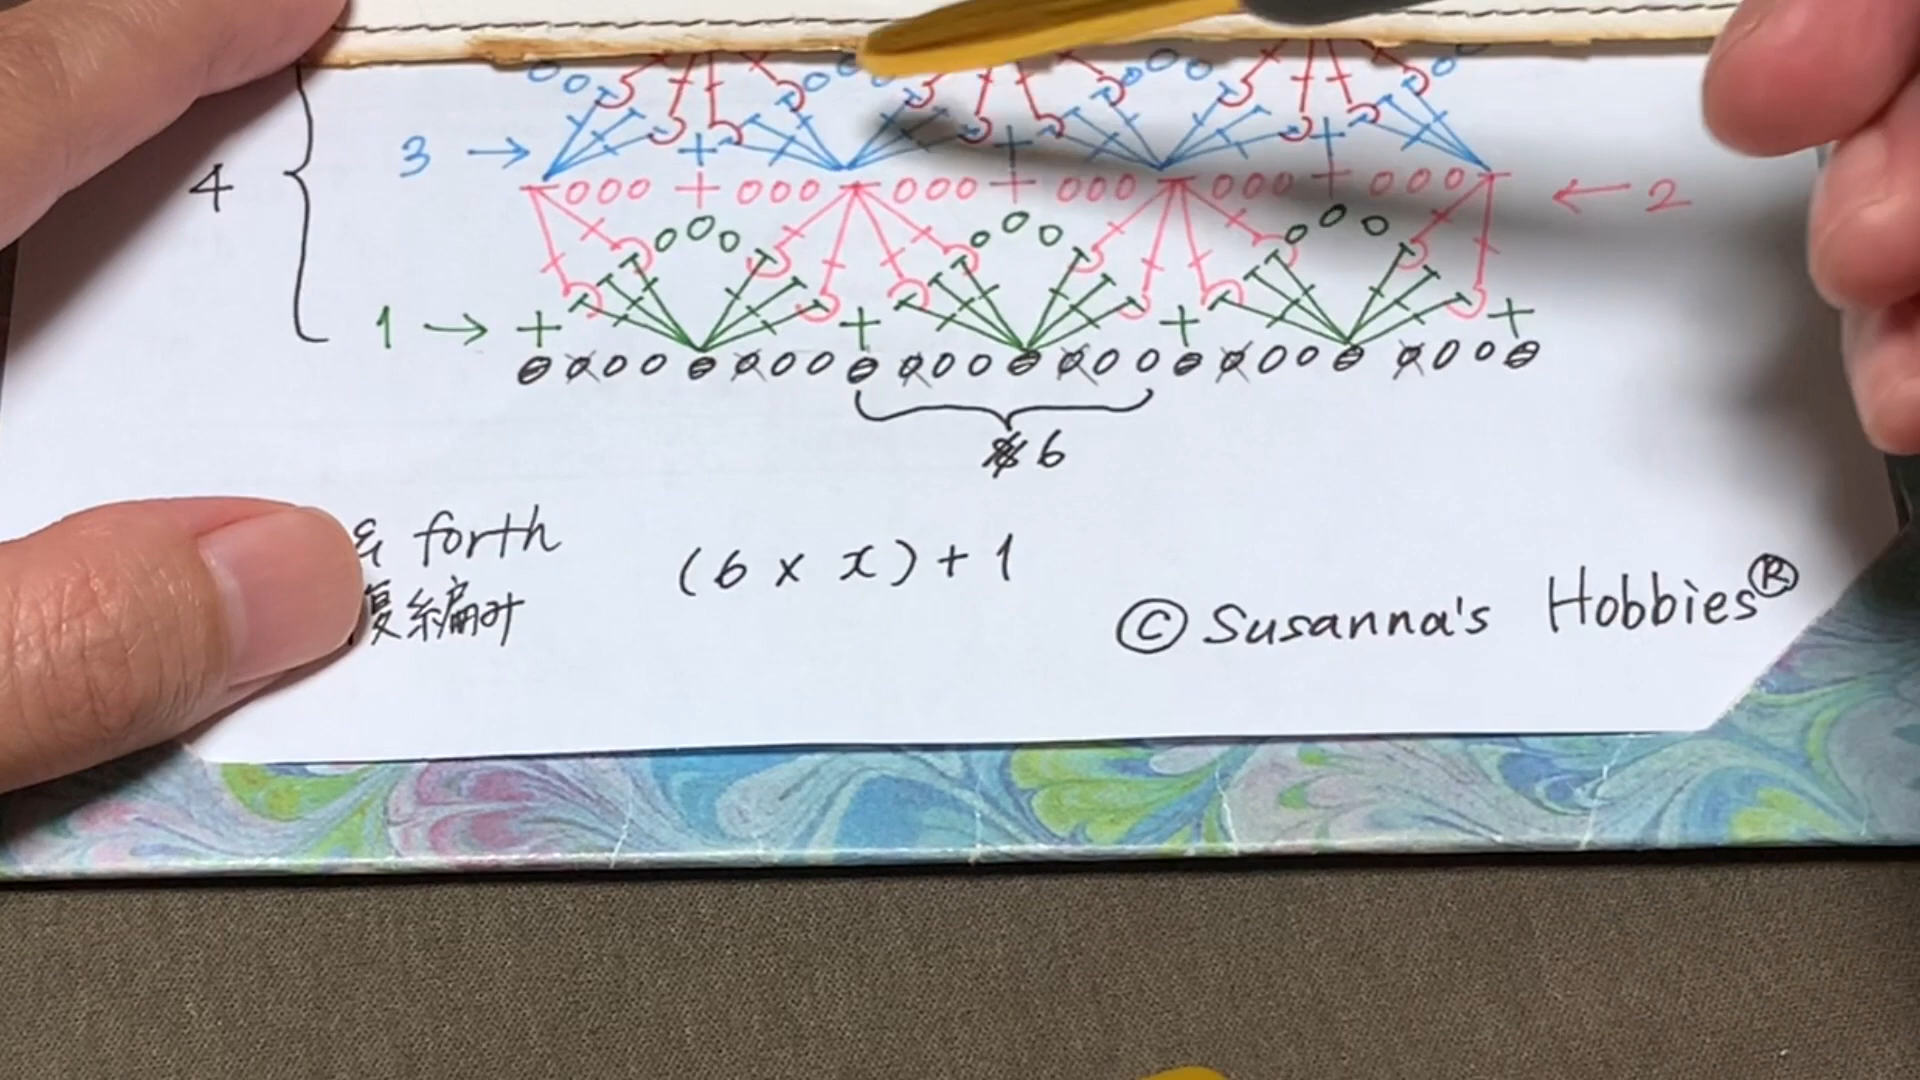 3 →
4
← 2
1 →
6
& forth
復編み
(6 × x) + 1
© Susanna's Hobbies®